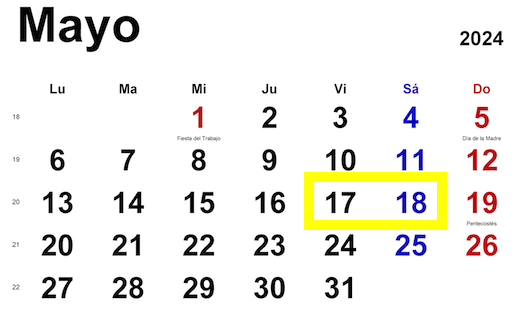 Mayo
2024
Lu Ma Mi Ju Vi Sá Do
18 1 2 3 4 5
Fiesta del Trabajo Día de la Madre
19 6 7 8 9 10 11 12
20 13 14 15 16 17 18 19
Pentecostés
21 20 21 22 23 24 25 26
22 27 28 29 30 31